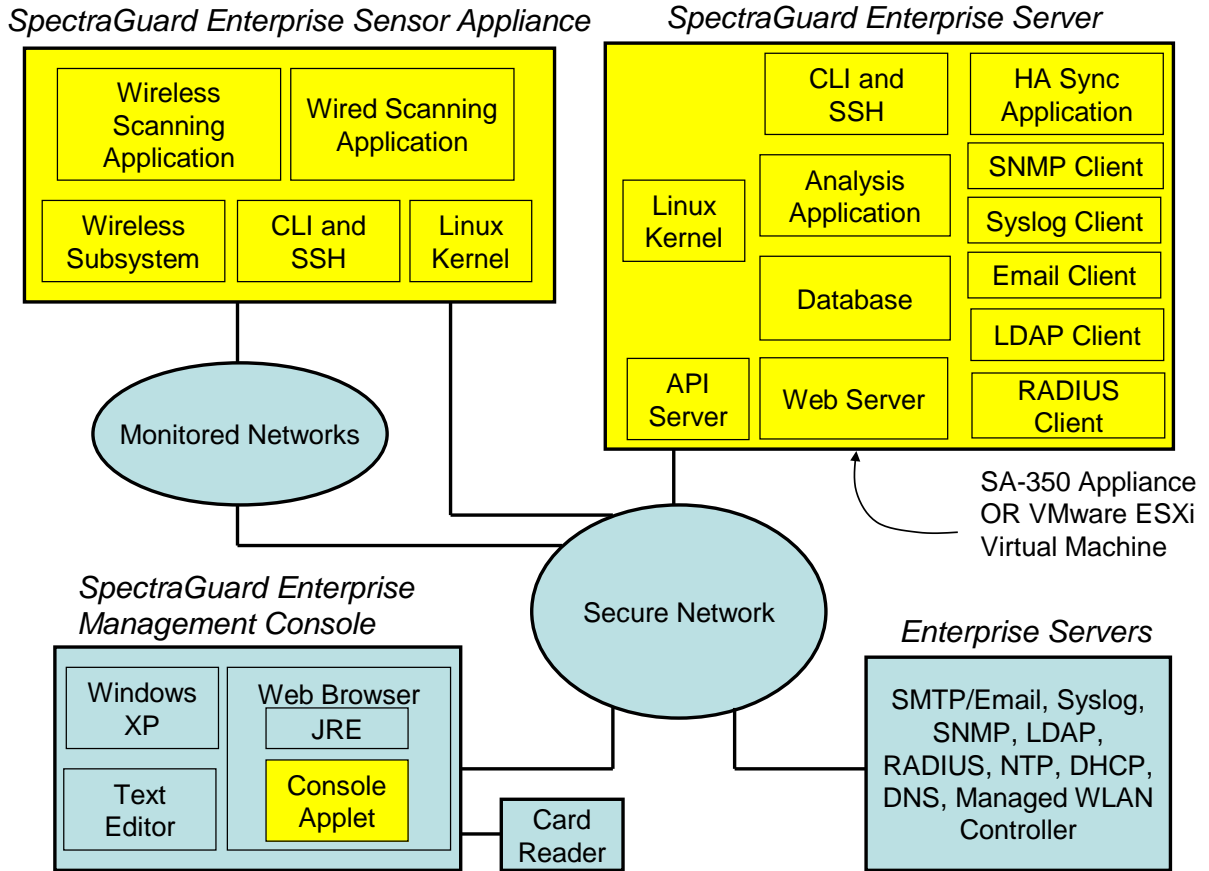 SpectraGuard Enterprise Sensor Appliance
Wireless
Scanning
Application
Wired Scanning
Application
Wireless
Subsystem
CLI and
SSH
Linux
Kernel
SpectraGuard Enterprise Server
CLI and
SSH
HA Sync
Application
Linux
Kernel
Analysis
Application
SNMP Client
Syslog Client
Database
Email Client
LDAP Client
API
Server
Web Server
RADIUS
Client
Monitored Networks
SA-350 Appliance
OR VMware ESXi
Virtual Machine
Secure Network
SpectraGuard Enterprise
Management Console
Windows
XP
Web Browser
JRE
Text
Editor
Console
Applet
Card
Reader
Enterprise Servers
SMTP/Email, Syslog,
SNMP, LDAP,
RADIUS, NTP, DHCP,
DNS, Managed WLAN
Controller